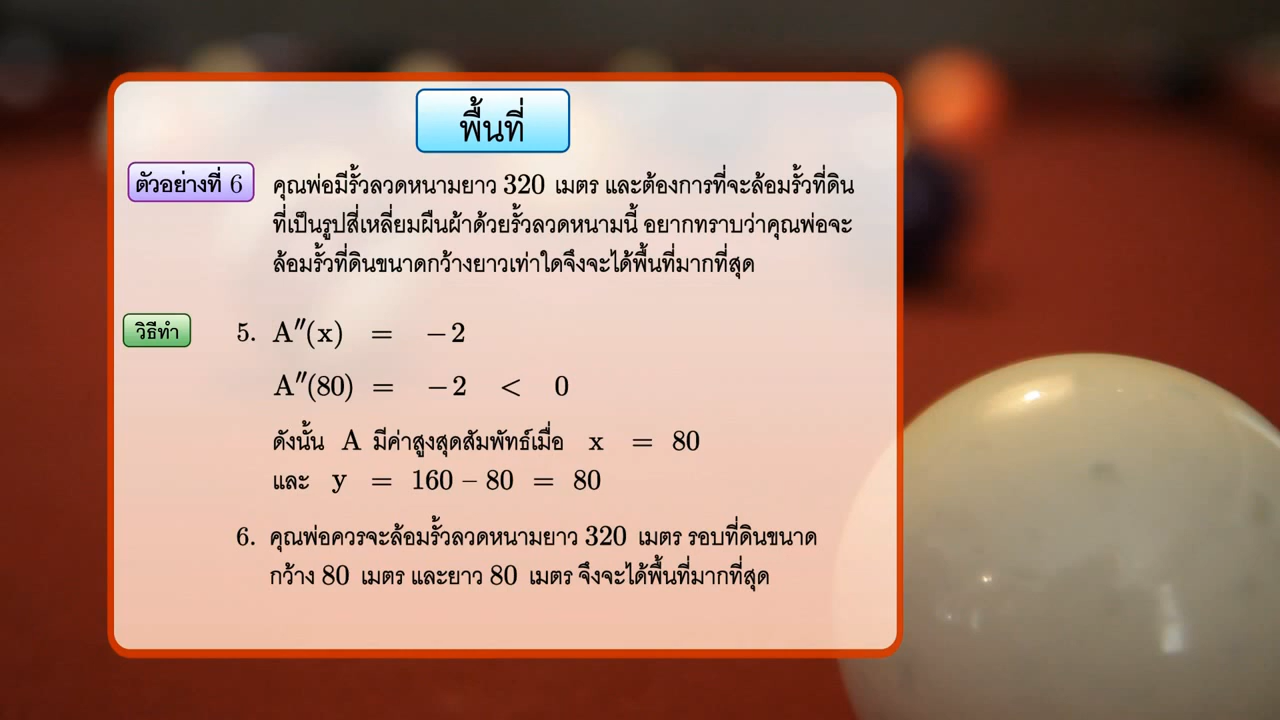 พื้นที่
ตัวอย่างที่ 6 คุณพ่อมีรั้วลวดหนามยาว 320 เมตร และต้องการที่จะล้อมรั้วที่ดิน
ที่เป็นรูปสี่เหลี่ยมผืนผ้าด้วยรั้วลวดหนามนี้ อยากทราบว่าคุณพ่อจะ
ล้อมรั้วที่ดินขนาดกว้างยาวเท่าใดจึงจะได้พื้นที่มากที่สุด
วิธีทำ 5. A″(x) = −2
A″(80) = −2 < 0
ดังนั้น A มีค่าสูงสุดสัมพัทธ์เมื่อ x = 80
และ y = 160 – 80 = 80
6. คุณพ่อควรจะล้อมรั้วลวดหนามยาว 320 เมตร รอบที่ดินขนาด
กว้าง 80 เมตร และยาว 80 เมตร จึงจะได้พื้นที่มากที่สุด